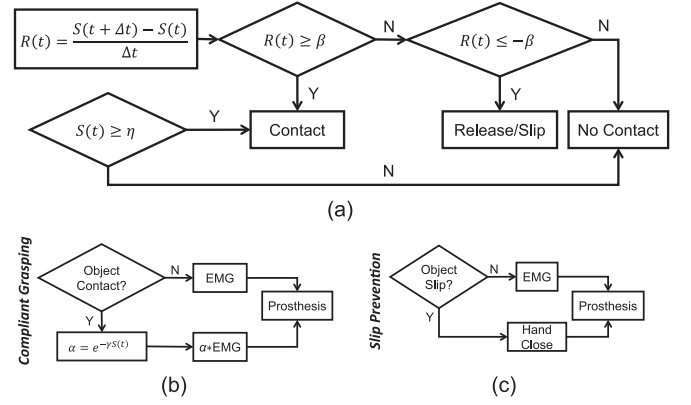 R(t) = S(t + Δt) − S(t) / Δt
R(t) ≥ β
N
R(t) ≤ −β
N
Y
Y
S(t) ≥ η
Y
Contact
Release/Slip
No Contact
N
(a)
Compliant Grasping
Object
Contact?
N
EMG
Prosthesis
Y
α = e^{−γS(t)}
α*EMG
(b)
Slip Prevention
Object
Slip?
N
EMG
Prosthesis
Y
Hand
Close
(c)